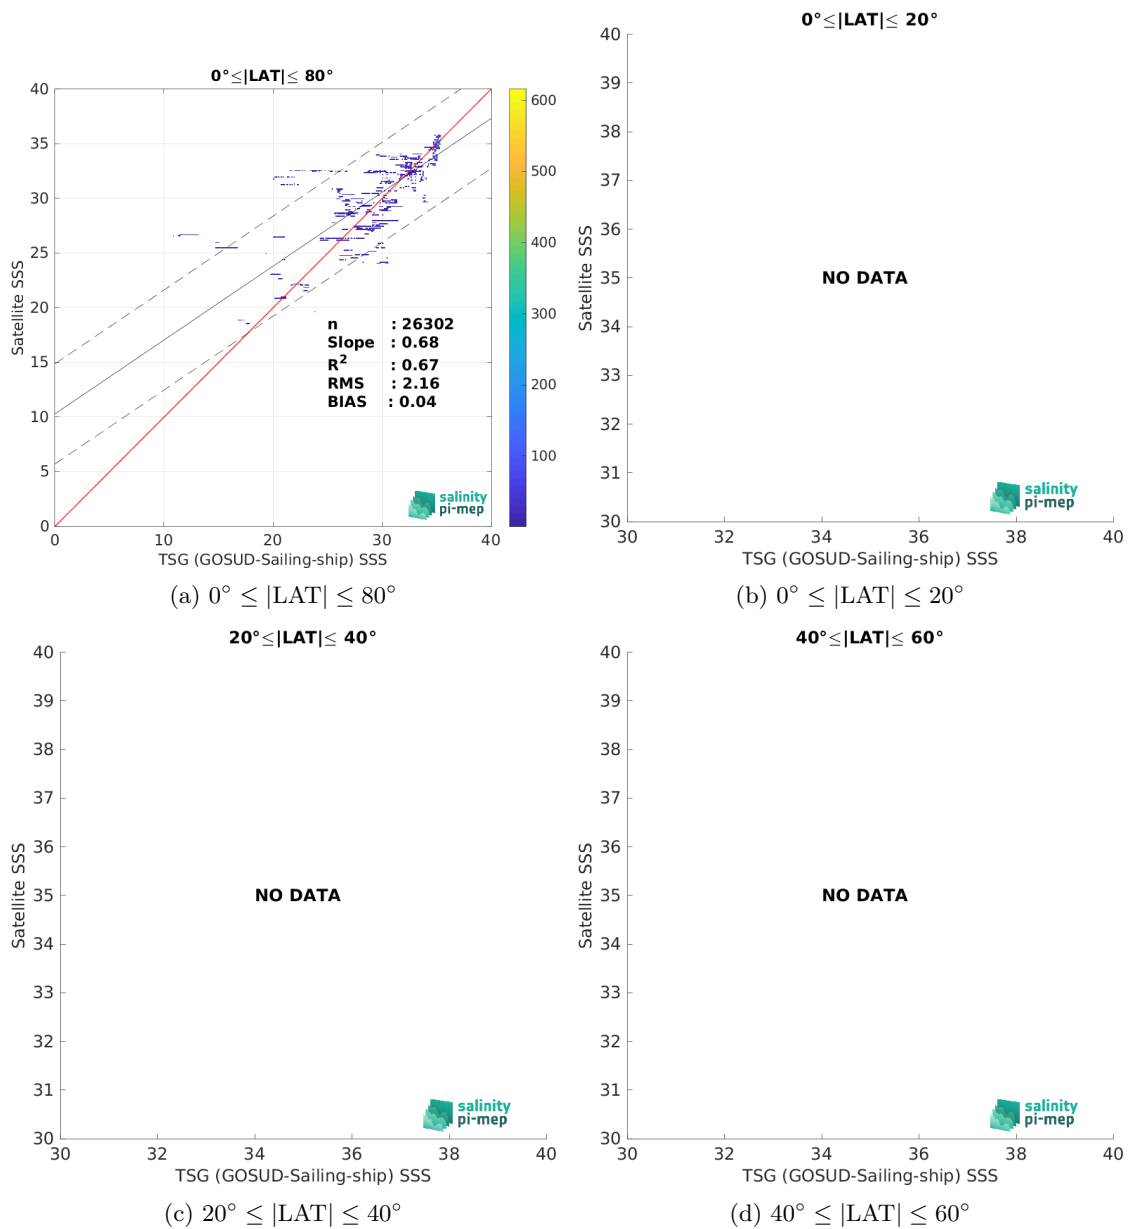 0°≤|LAT|≤ 80°
40
35
30
25
20
15
10
5
0
0
10
20
30
40
Satellite SSS
TSG (GOSUD-Sailing-ship) SSS
n : 26302
Slope : 0.68
R² : 0.67
RMS : 2.16
BIAS : 0.04
salinity
pi-mep
600
500
400
300
200
100
(a) 0° ≤ |LAT| ≤ 80°
0°≤|LAT|≤ 20°
40
39
38
37
36
35
34
33
32
31
30
30
32
34
36
38
40
Satellite SSS
NO DATA
salinity
pi-mep
TSG (GOSUD-Sailing-ship) SSS
(b) 0° ≤ |LAT| ≤ 20°
20°≤|LAT|≤ 40°
40
39
38
37
36
35
34
33
32
31
30
30
32
34
36
38
40
Satellite SSS
NO DATA
salinity
pi-mep
TSG (GOSUD-Sailing-ship) SSS
(c) 20° ≤ |LAT| ≤ 40°
40°≤|LAT|≤ 60°
40
39
38
37
36
35
34
33
32
31
30
30
32
34
36
38
40
Satellite SSS
NO DATA
salinity
pi-mep
TSG (GOSUD-Sailing-ship) SSS
(d) 40° ≤ |LAT| ≤ 60°